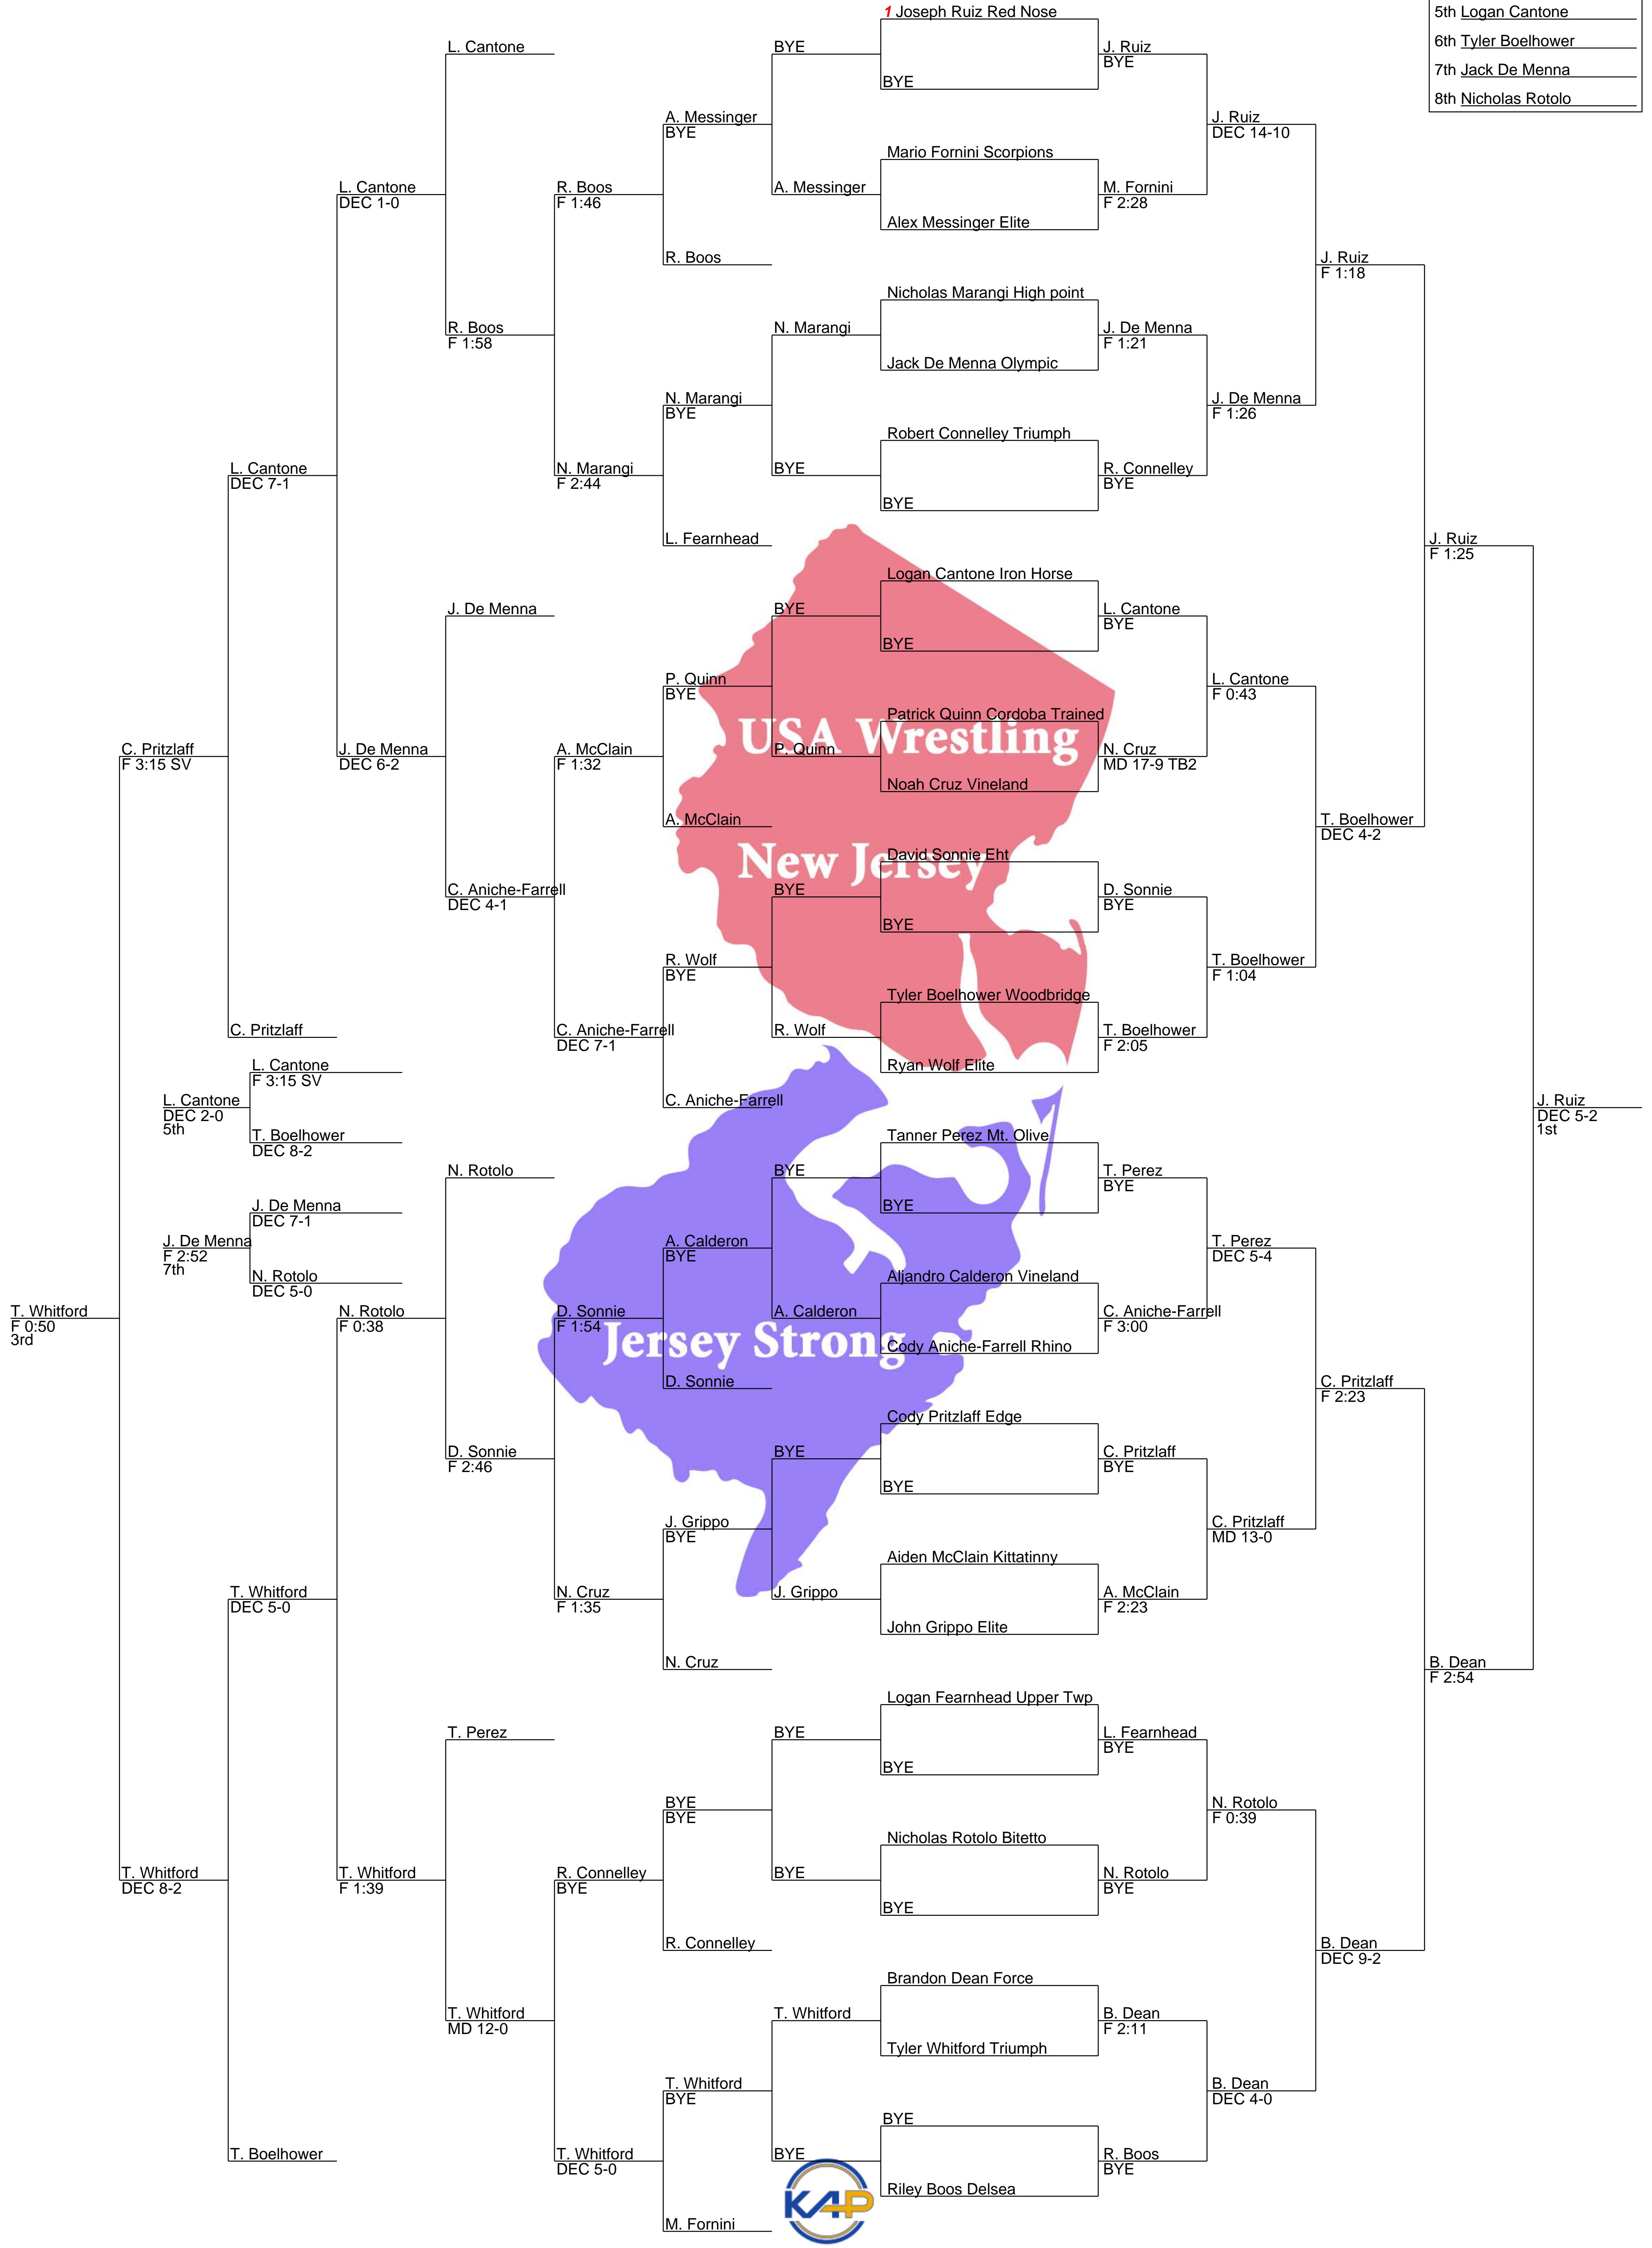 1 Joseph Ruiz Red Nose
5th Logan Cantone
6th Tyler Boelhower
7th Jack De Menna
8th Nicholas Rotolo
L. Cantone
BYE
J. Ruiz
BYE
BYE
A. Messinger
BYE
J. Ruiz
DEC 14-10
Mario Fornini Scorpions
L. Cantone
DEC 1-0
R. Boos
F 1:46
A. Messinger
M. Fornini
F 2:28
Alex Messinger Elite
R. Boos
J. Ruiz
F 1:18
Nicholas Marangi High point
R. Boos
F 1:58
N. Marangi
J. De Menna
F 1:21
Jack De Menna Olympic
N. Marangi
BYE
J. De Menna
F 1:26
Robert Connelley Triumph
L. Cantone
DEC 7-1
N. Marangi
F 2:44
BYE
R. Connelley
BYE
BYE
L. Fearnhead
J. Ruiz
F 1:25
Logan Cantone Iron Horse
J. De Menna
BYE
L. Cantone
BYE
BYE
P. Quinn
BYE
L. Cantone
F 0:43
Patrick Quinn Cordoba Trained
USA Wrestling
C. Pritzlaff
F 3:15 SV
J. De Menna
DEC 6-2
A. McClain
F 1:32
P. Quinn
N. Cruz
MD 17-9 TB2
Noah Cruz Vineland
A. McClain
T. Boelhower
DEC 4-2
New Jersey
David Sonnie Eht
C. Aniche-Farrell
DEC 4-1
BYE
D. Sonnie
BYE
BYE
R. Wolf
BYE
T. Boelhower
F 1:04
Tyler Boelhower Woodbridge
C. Pritzlaff
C. Aniche-Farrell
DEC 7-1
R. Wolf
T. Boelhower
F 2:05
Ryan Wolf Elite
L. Cantone
F 3:15 SV
L. Cantone
DEC 2-0
5th
C. Aniche-Farrell
J. Ruiz
DEC 5-2
1st
T. Boelhower
DEC 8-2
Tanner Perez Mt. Olive
N. Rotolo
BYE
T. Perez
BYE
BYE
J. De Menna
DEC 7-1
J. De Menna
F 2:52
7th
A. Calderon
BYE
T. Perez
DEC 5-4
N. Rotolo
DEC 5-0
Aljandro Calderon Vineland
T. Whitford
F 0:50
3rd
N. Rotolo
F 0:38
D. Sonnie
F 1:54
A. Calderon
C. Aniche-Farrell
F 3:00
Jersey Strong
Cody Aniche-Farrell Rhino
D. Sonnie
C. Pritzlaff
F 2:23
Cody Pritzlaff Edge
D. Sonnie
F 2:46
BYE
C. Pritzlaff
BYE
BYE
J. Grippo
BYE
C. Pritzlaff
MD 13-0
Aiden McClain Kittatinny
T. Whitford
DEC 5-0
N. Cruz
F 1:35
J. Grippo
A. McClain
F 2:23
John Grippo Elite
N. Cruz
B. Dean
F 2:54
Logan Fearnhead Upper Twp
T. Perez
BYE
L. Fearnhead
BYE
BYE
BYE
BYE
N. Rotolo
F 0:39
Nicholas Rotolo Bitetto
T. Whitford
DEC 8-2
T. Whitford
F 1:39
R. Connelley
BYE
BYE
N. Rotolo
BYE
BYE
R. Connelley
B. Dean
DEC 9-2
Brandon Dean Force
T. Whitford
MD 12-0
T. Whitford
B. Dean
F 2:11
Tyler Whitford Triumph
T. Whitford
BYE
B. Dean
DEC 4-0
BYE
T. Boelhower
T. Whitford
DEC 5-0
BYE
R. Boos
BYE
Riley Boos Delsea
KAP
M. Fornini